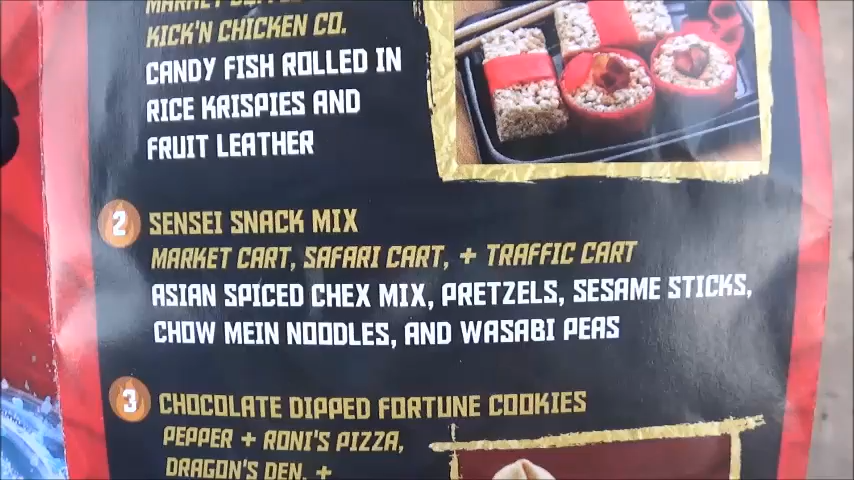 MARKET
KICK'N CHICKEN CO.
CANDY FISH ROLLED IN
RICE KRISPIES AND
FRUIT LEATHER
2 SENSEI SNACK MIX
MARKET CART, SAFARI CART, + TRAFFIC CART
ASIAN SPICED CHEX MIX, PRETZELS, SESAME STICKS,
CHOW MEIN NOODLES, AND WASABI PEAS
3 CHOCOLATE DIPPED FORTUNE COOKIES
PEPPER + RONI'S PIZZA,
DRAGON'S DEN, +